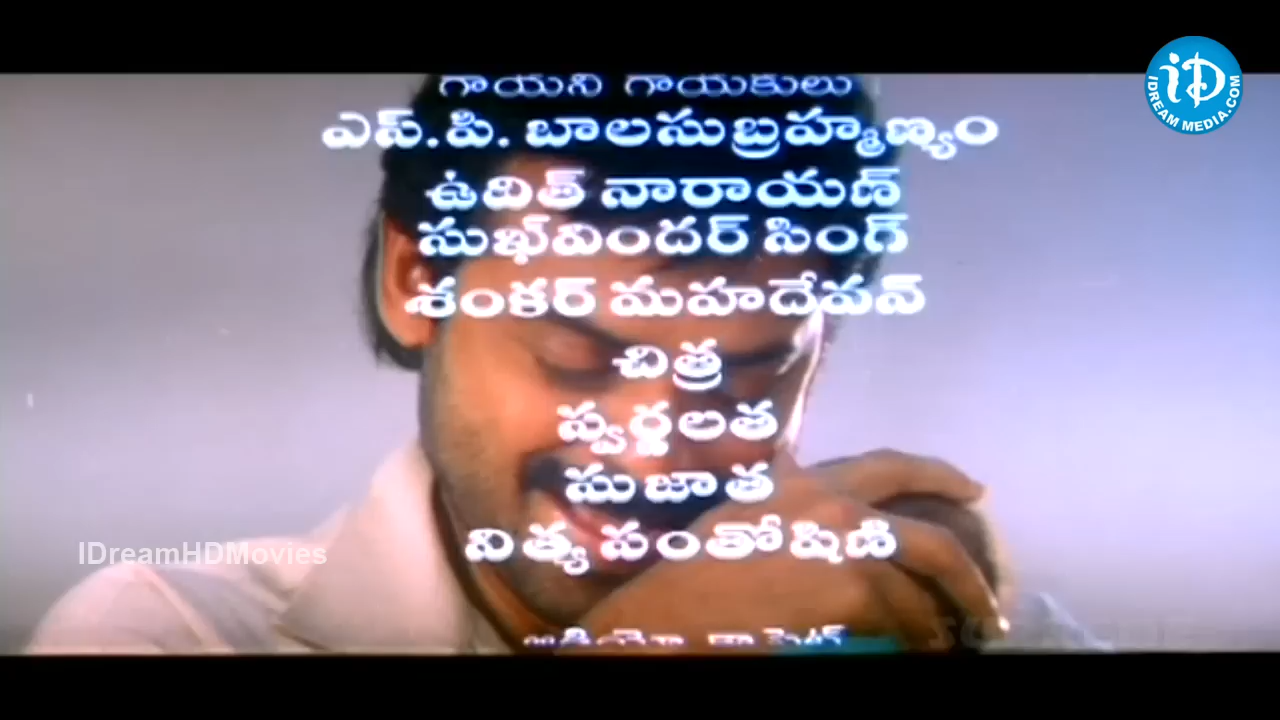 గాయని గాయకులు
ఎస్.పి. బాలసుబ్రహ్మణ్యం
ఉదిత్ నారాయణ్
సుఖ్‌విందర్ సింగ్
శంకర్ మహదేవన్
చిత్ర
స్వర్ణలత
సుజాత
నిత్య సంతోషిణి
iD
IDREAM MEDIA.COM
IDreamHDMovies